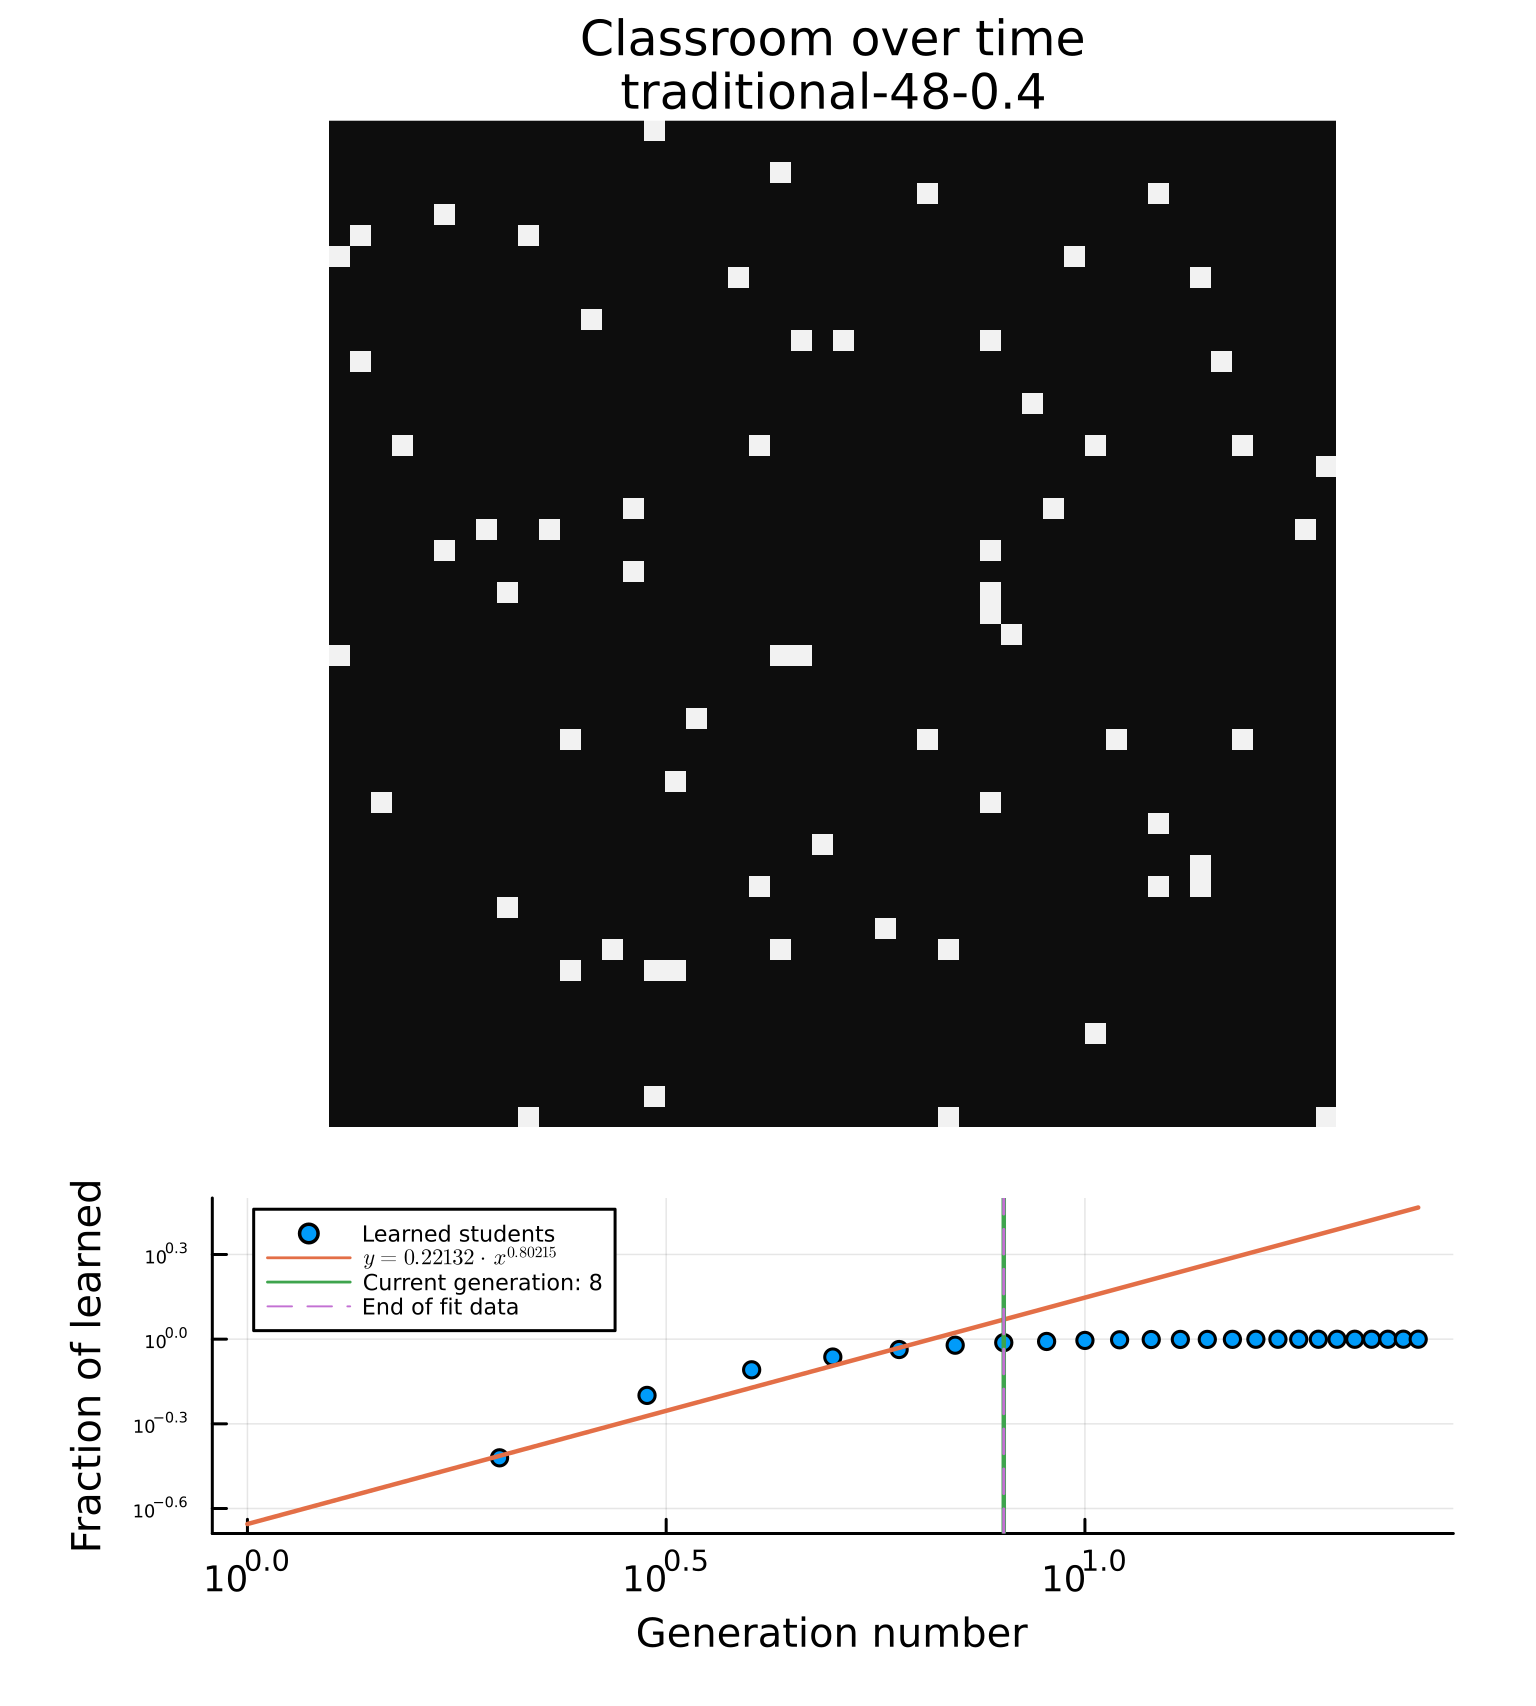 Classroom over time
traditional-48-0.4
Fraction of learned
10^0.3
10^0.0
10^−0.3
10^−0.6
Learned students
y = 0.22132 · x^0.80215
Current generation: 8
End of fit data
10^0.0 10^0.5 10^1.0
Generation number